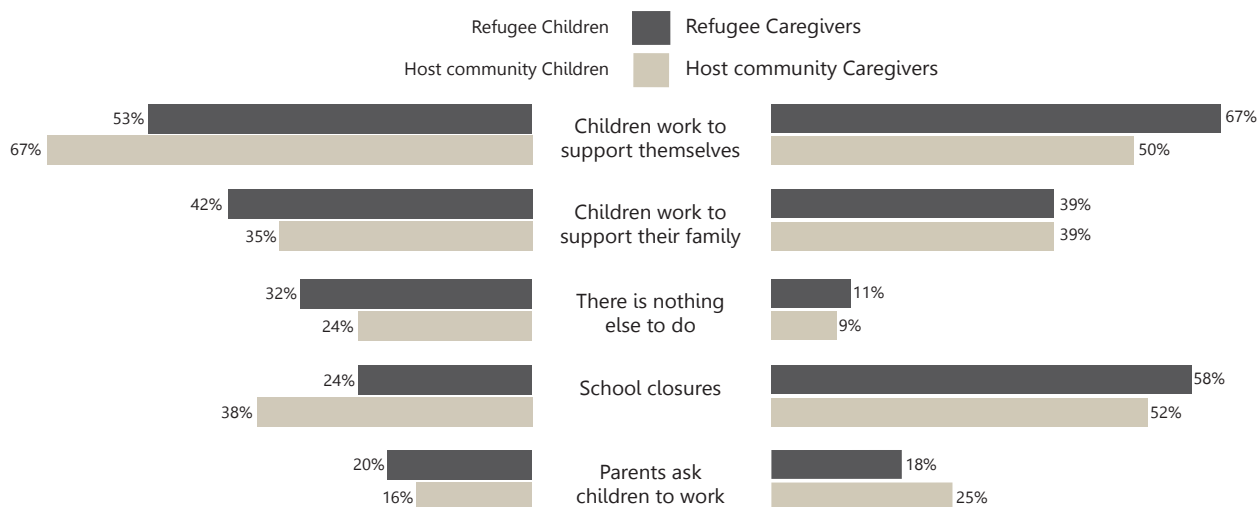 Refugee Children Refugee Caregivers
Host community Children Host community Caregivers
53% Children work to 67%
67% support themselves 50%
42% Children work to 39%
35% support their family 39%
32% There is nothing 11%
24% else to do 9%
24% School closures 58%
38% 52%
20% Parents ask 18%
16% children to work 25%